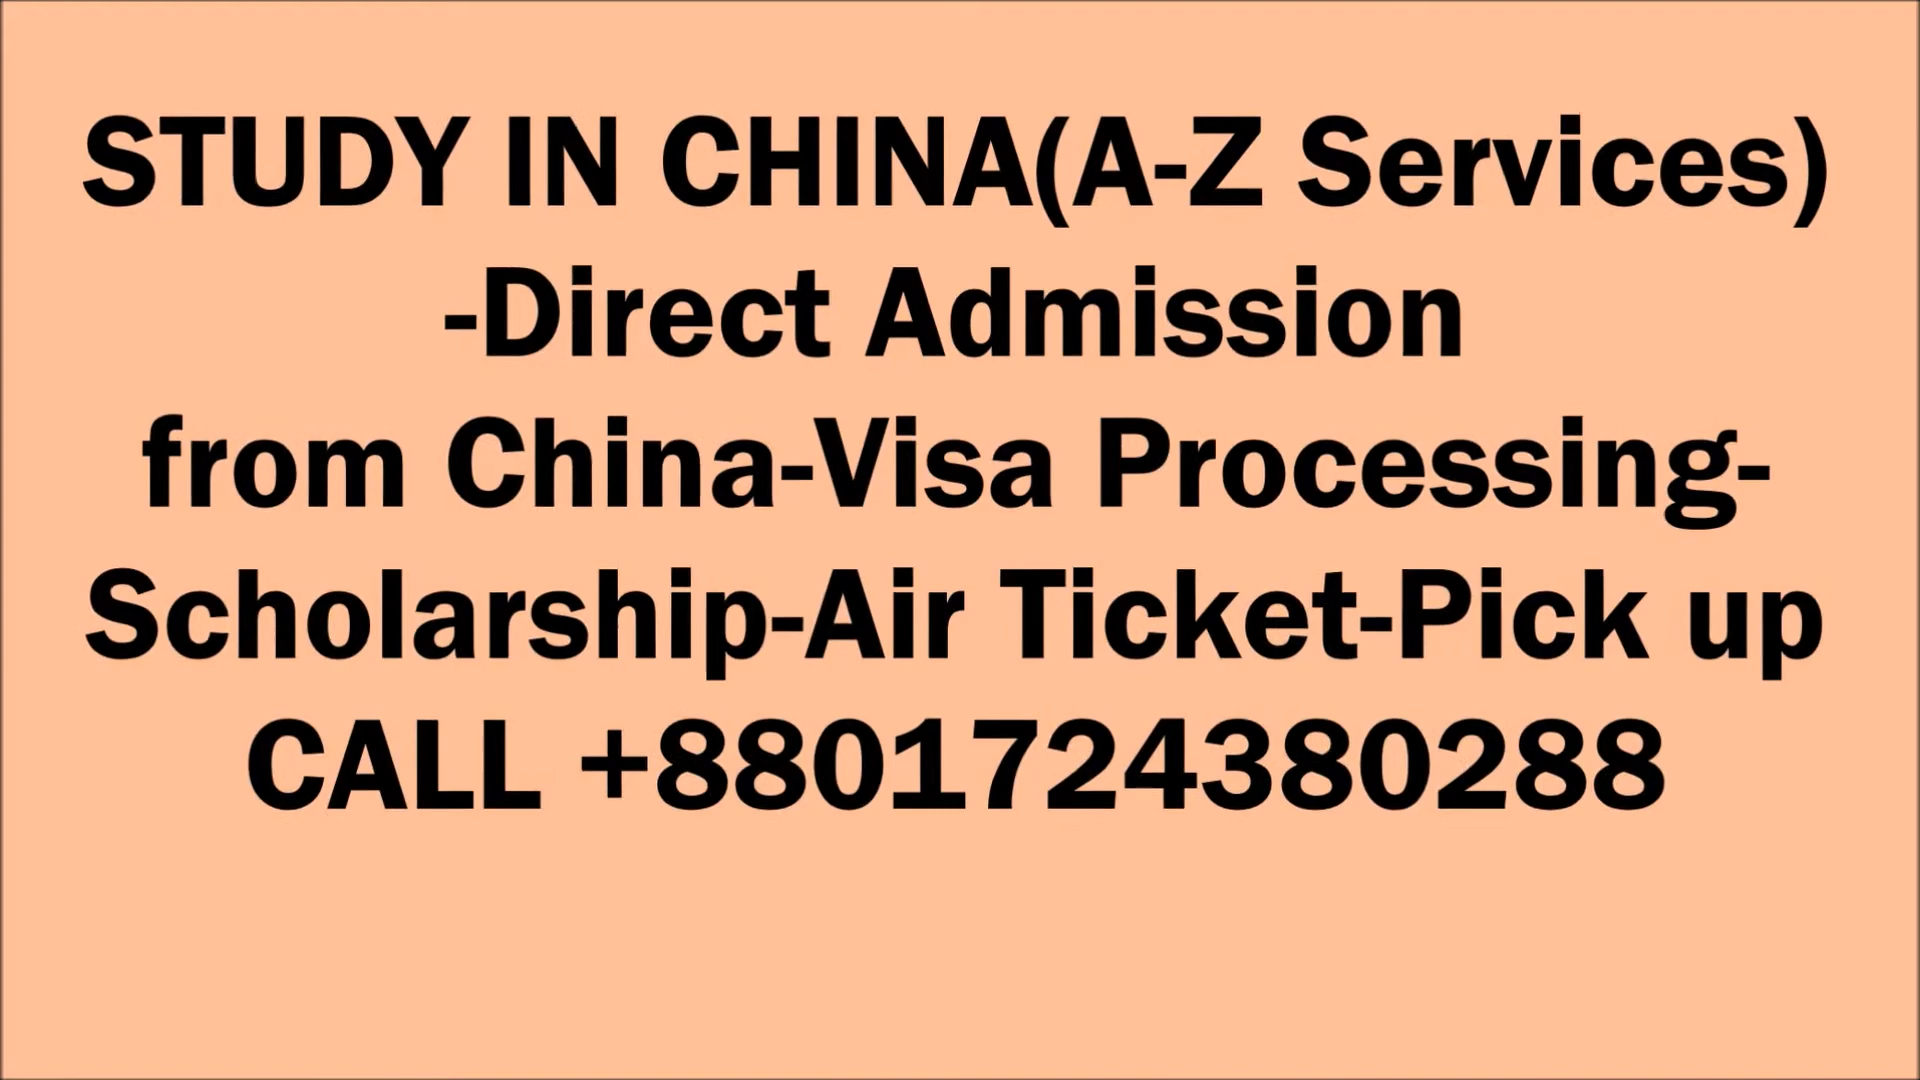 STUDY IN CHINA(A-Z Services)
-Direct Admission
from China-Visa Processing-
Scholarship-Air Ticket-Pick up
CALL +8801724380288